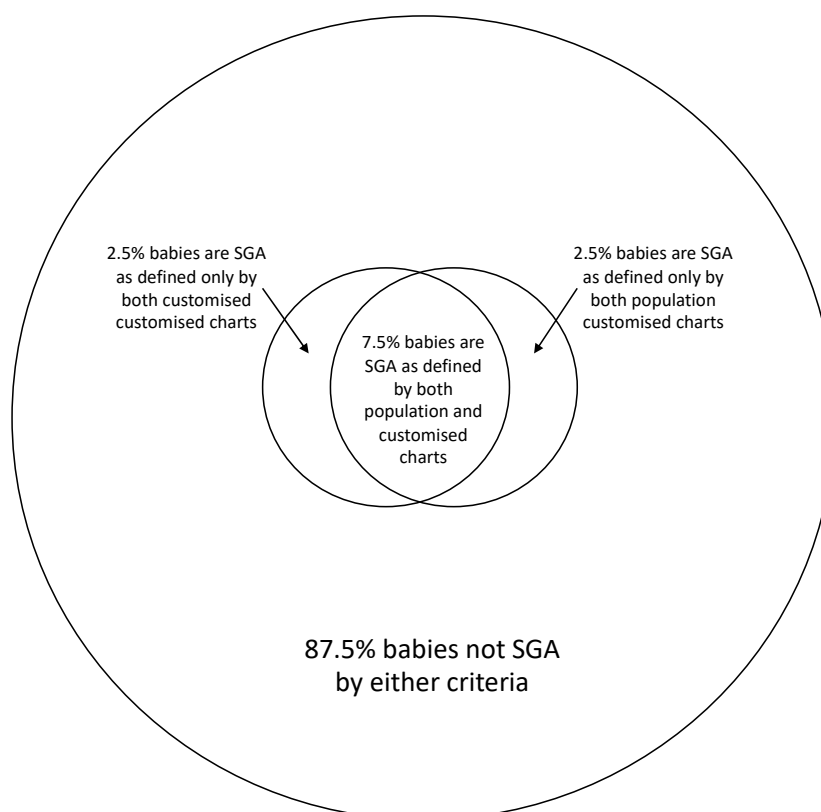 2.5% babies are SGA
as defined only by
both customised
customised charts
2.5% babies are SGA
as defined only by
both population
customised charts
7.5% babies are
SGA as defined
by both
population and
customised
charts
87.5% babies not SGA
by either criteria